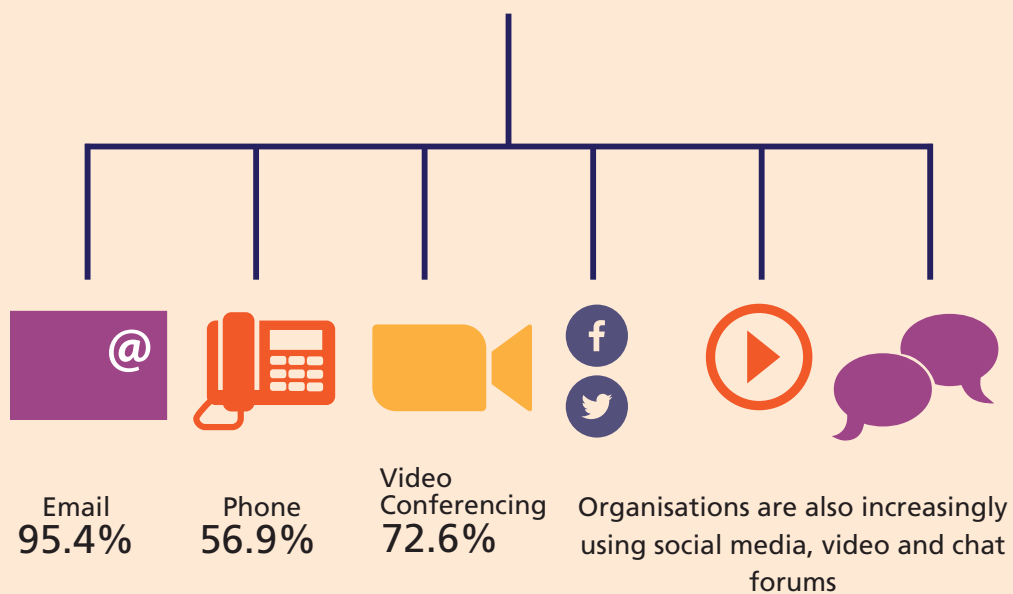 @
f
Email
95.4%
Phone
56.9%
Video
Conferencing
72.6%
Organisations are also increasingly
using social media, video and chat
forums